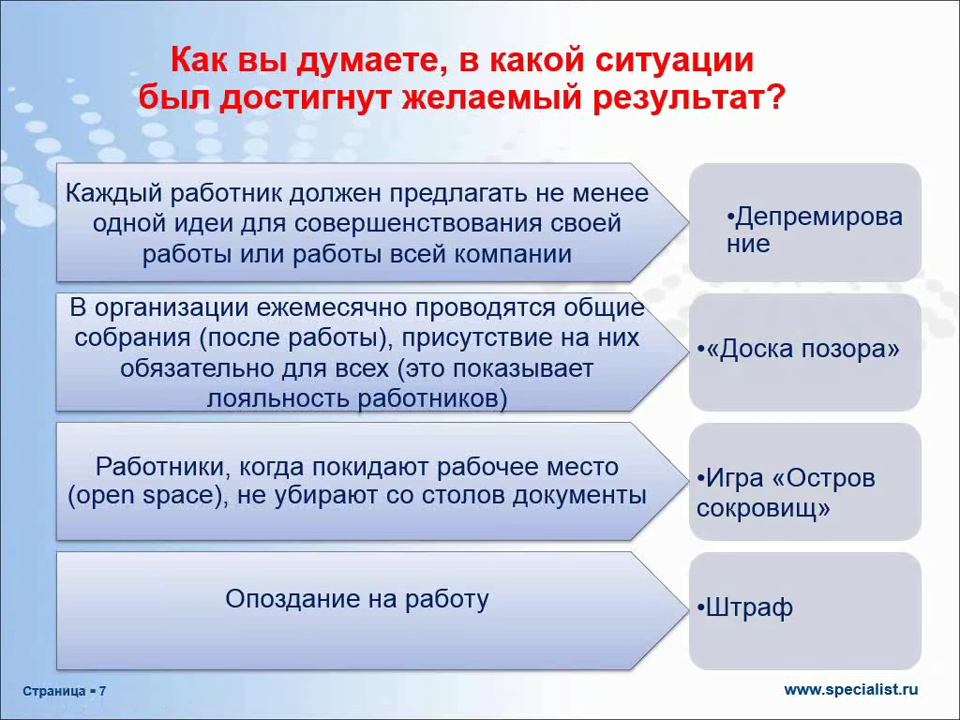 Как вы думаете, в какой ситуации
был достигнут желаемый результат?
Каждый работник должен предлагать не менее
одной идеи для совершенствования своей
работы или работы всей компании
•Депремирова
ние
В организации ежемесячно проводятся общие
собрания (после работы), присутствие на них
обязательно для всех (это показывает
лояльность работников)
•«Доска позора»
Работники, когда покидают рабочее место
(open space), не убирают со столов документы
•Игра «Остров
сокровищ»
Опоздание на работу
•Штраф
Страница ▪ 7
www.specialist.ru